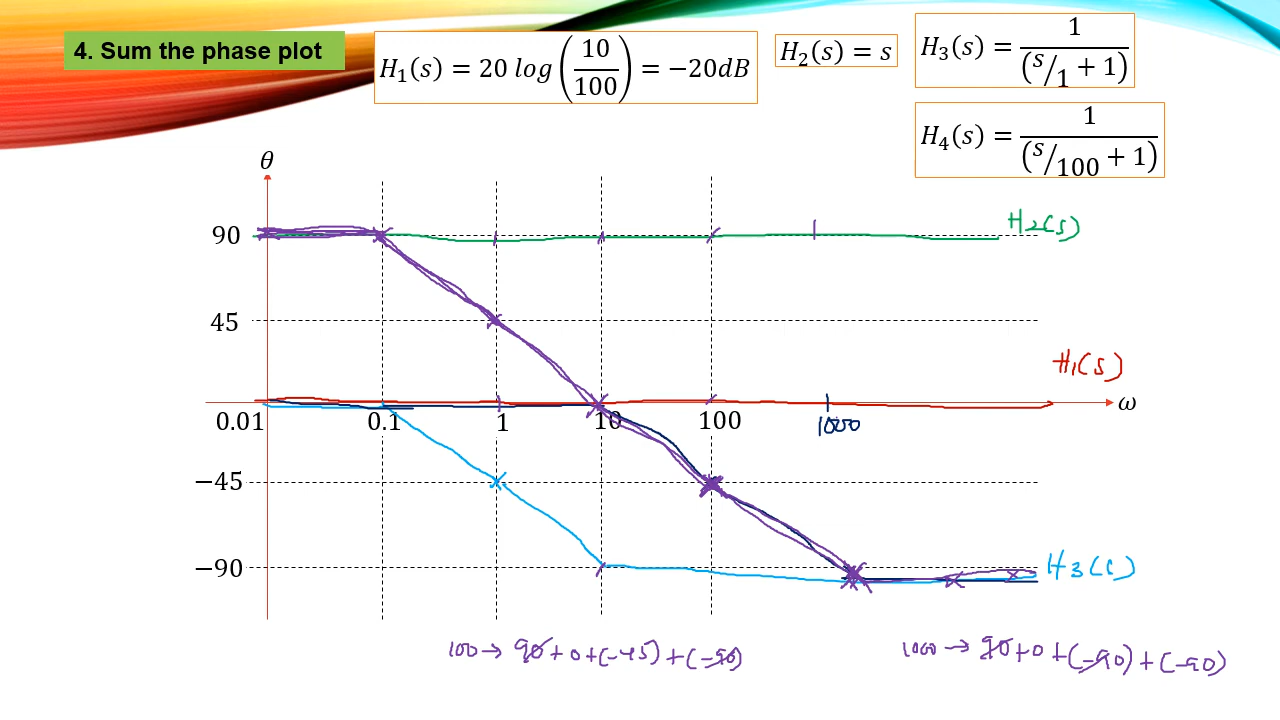 4. Sum the phase plot
H₁(s) = 20 log(10/100) = −20dB
H₂(s) = s
H₃(s) = 1/(s/1 + 1)
H₄(s) = 1/(s/100 + 1)
θ
90
H₂(s)
45
H₁(s)
0.01 0.1 1 10 100 1000 ω
−45
−90
H₃(s)
100 → 90 + 0 + (−45) + (−90)
1000 → 90 + 0 + (−90) + (−90)